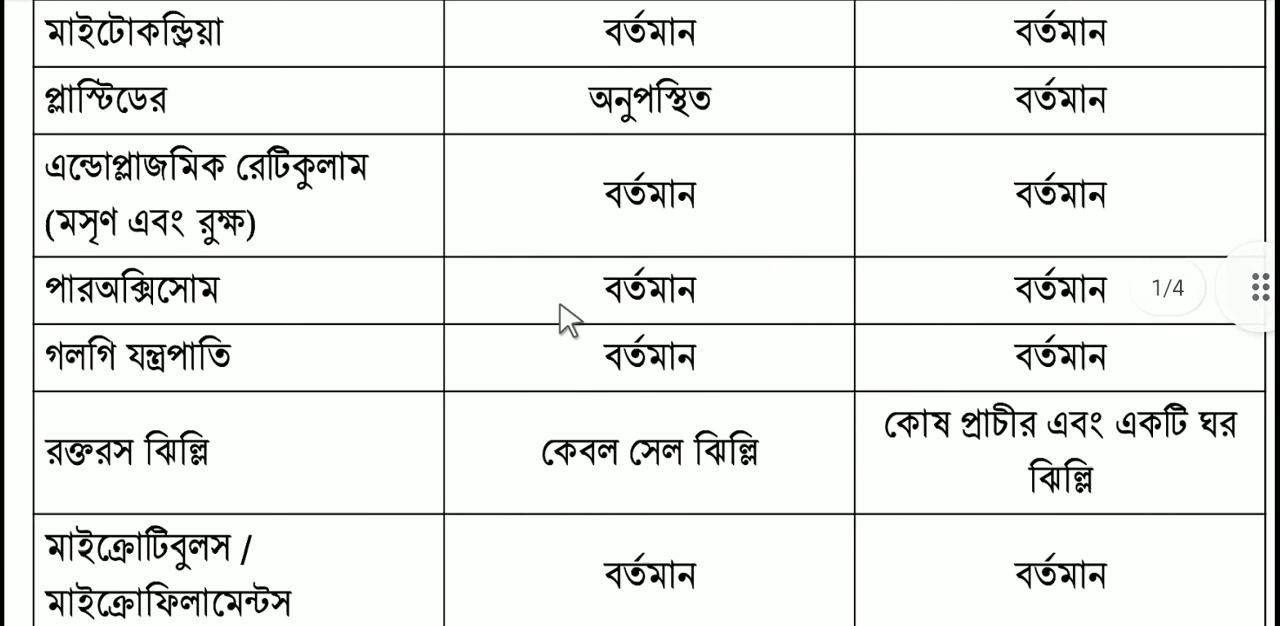 মাইটোকন্ড্রিয়া বর্তমান বর্তমান
প্লাস্টিডের অনুপস্থিত বর্তমান
এন্ডোপ্লাজমিক রেটিকুলাম
(মসৃণ এবং রুক্ষ) বর্তমান বর্তমান
পারঅক্সিসোম বর্তমান বর্তমান 1/4
গলগি যন্ত্রপাতি বর্তমান বর্তমান
রক্তরস ঝিল্লি কেবল সেল ঝিল্লি কোষ প্রাচীর এবং একটি ঘর
ঝিল্লি
মাইক্রোটিবুলস /
মাইক্রোফিলামেন্টস বর্তমান বর্তমান